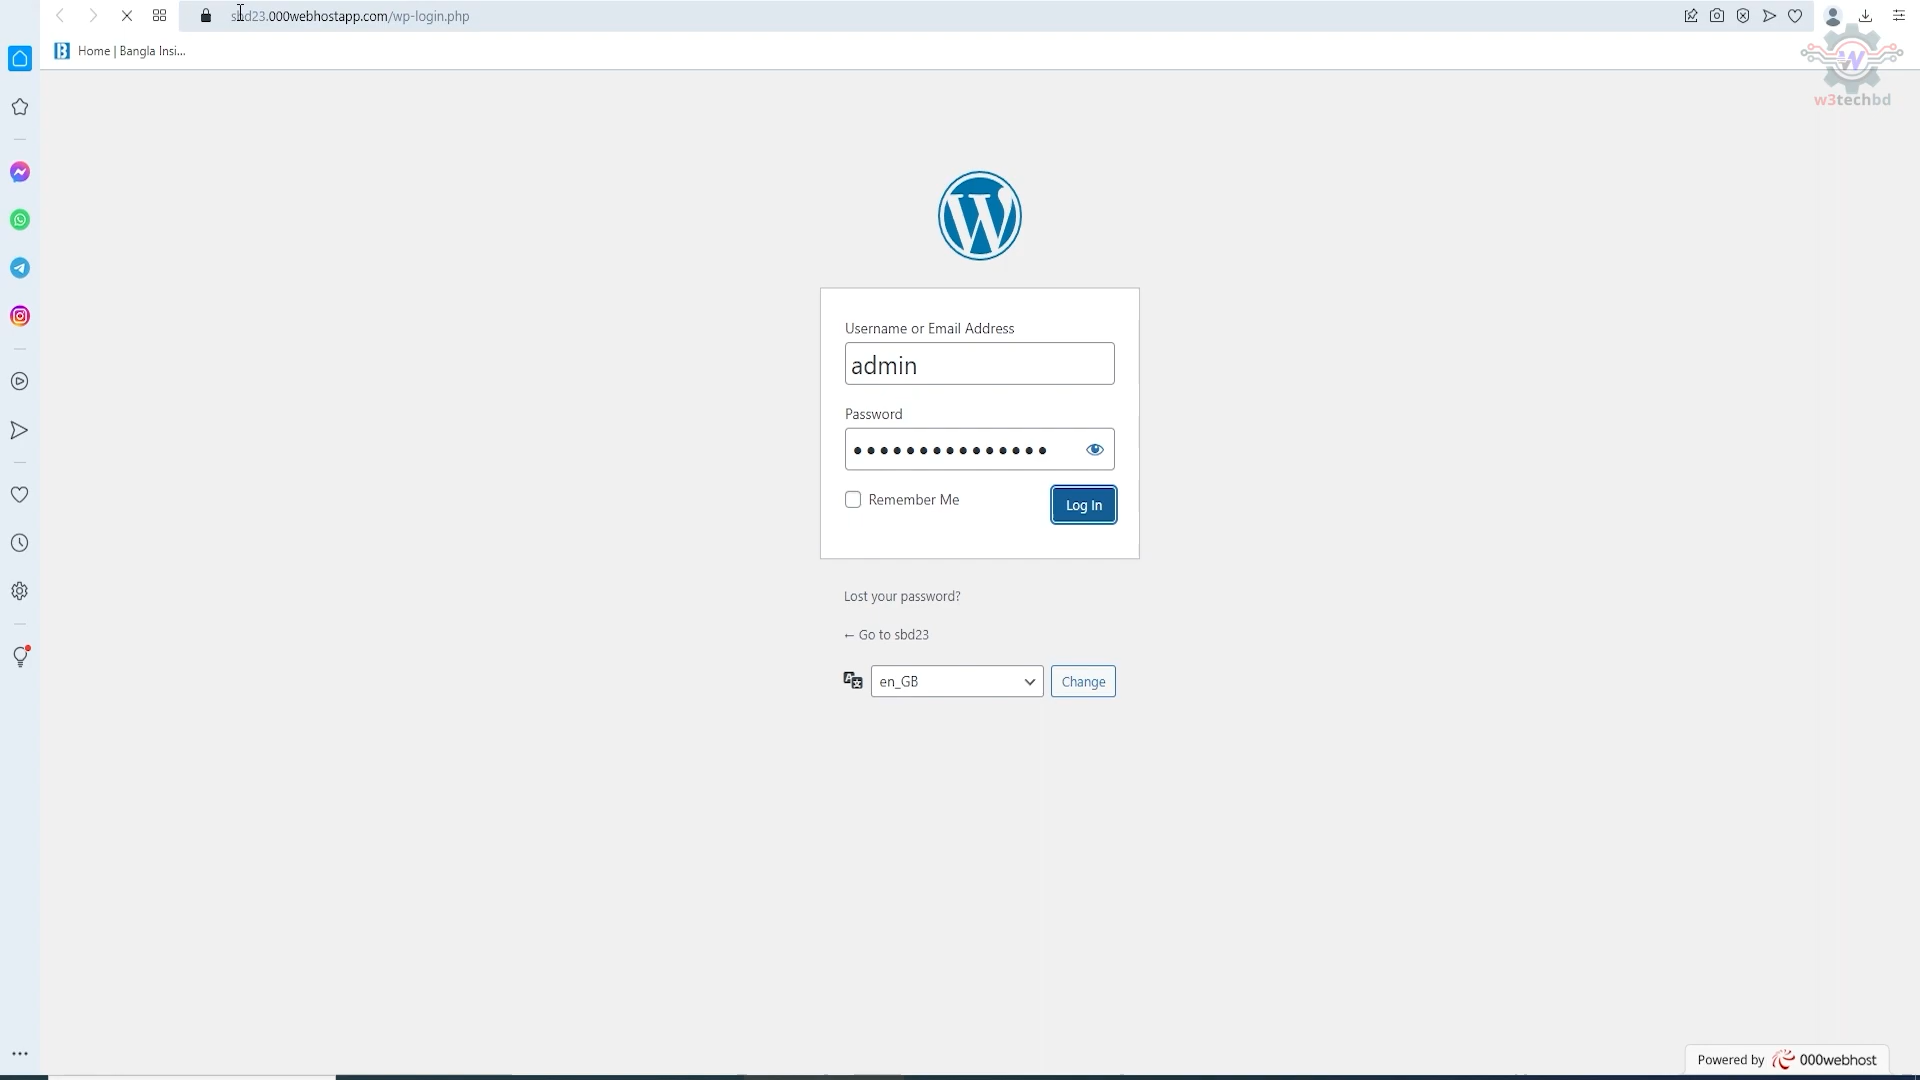 sbd23.000webhostapp.com/wp-login.php
Home | Bangla Insi...
w3techbd
Username or Email Address
admin
Password
Remember Me
Log In
Lost your password?
← Go to sbd23
en_GB
Change
Powered by 000webhost